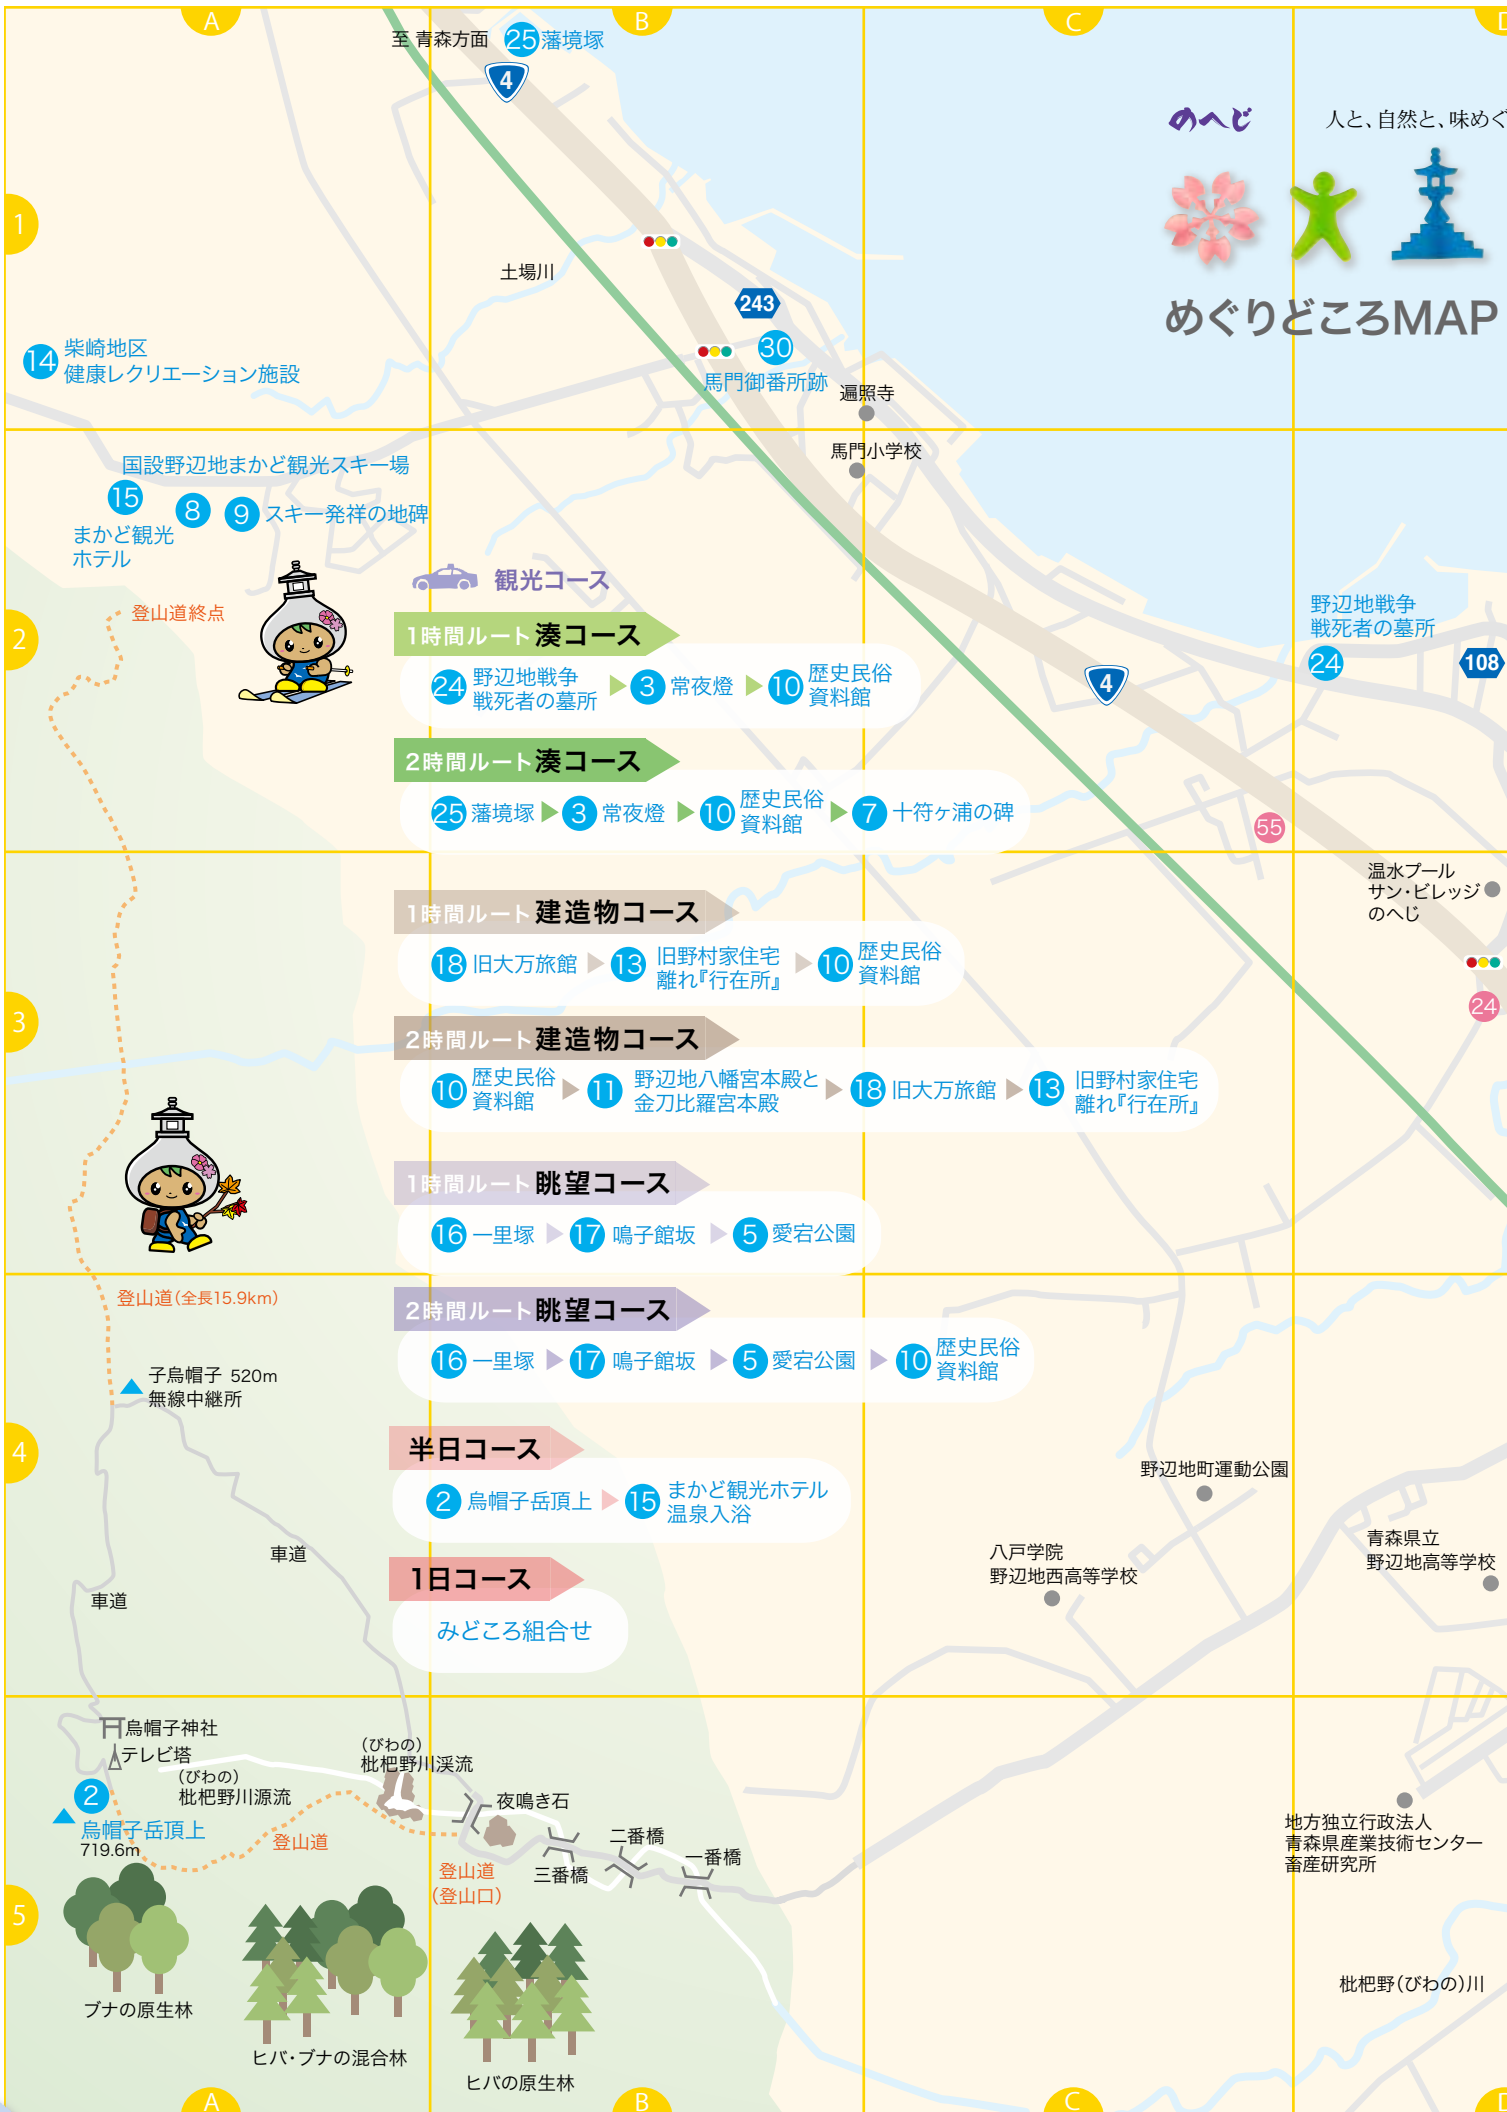 A
B
C
至 青森方面
25 藩境塚
4
のへじ
人と、自然と、味めぐ
めぐりどころMAP
1
土場川
243
30
馬門御番所跡
遍照寺
14 柴崎地区
健康レクリエーション施設
馬門小学校
国設野辺地まかど観光スキー場
15
8
9 スキー発祥の地碑
まかど観光
ホテル
2
登山道終点
観光コース
1時間ルート 湊コース
24 野辺地戦争
戦死者の墓所
3 常夜燈
10 歴史民俗
資料館
野辺地戦争
戦死者の墓所
24
108
4
2時間ルート 湊コース
25 藩境塚
3 常夜燈
10 歴史民俗
資料館
7 十符ヶ浦の碑
55
温水プール
サン・ビレッジ
のへじ
24
3
1時間ルート 建造物コース
18 旧大万旅館
13 旧野村家住宅
離れ『行在所』
10 歴史民俗
資料館
2時間ルート 建造物コース
10 歴史民俗
資料館
11 野辺地八幡宮本殿と
金刀比羅宮本殿
18 旧大万旅館
13 旧野村家住宅
離れ『行在所』
1時間ルート 眺望コース
16 一里塚
17 鳴子館坂
5 愛宕公園
登山道(全長15.9km)
2時間ルート 眺望コース
16 一里塚
17 鳴子館坂
5 愛宕公園
10 歴史民俗
資料館
子烏帽子 520m
無線中継所
4
半日コース
2 烏帽子岳頂上
15 まかど観光ホテル
温泉入浴
野辺地町運動公園
八戸学院
野辺地西高等学校
青森県立
野辺地高等学校
車道
車道
1日コース
みどころ組合せ
烏帽子神社
テレビ塔
(びわの)
枇杷野川源流
(びわの)
枇杷野川渓流
2
烏帽子岳頂上
719.6m
登山道
夜鳴き石
登山道
(登山口)
三番橋
二番橋
一番橋
地方独立行政法人
青森県産業技術センター
畜産研究所
5
枇杷野(びわの)川
ブナの原生林
ヒバ・ブナの混合林
ヒバの原生林
A
B
C